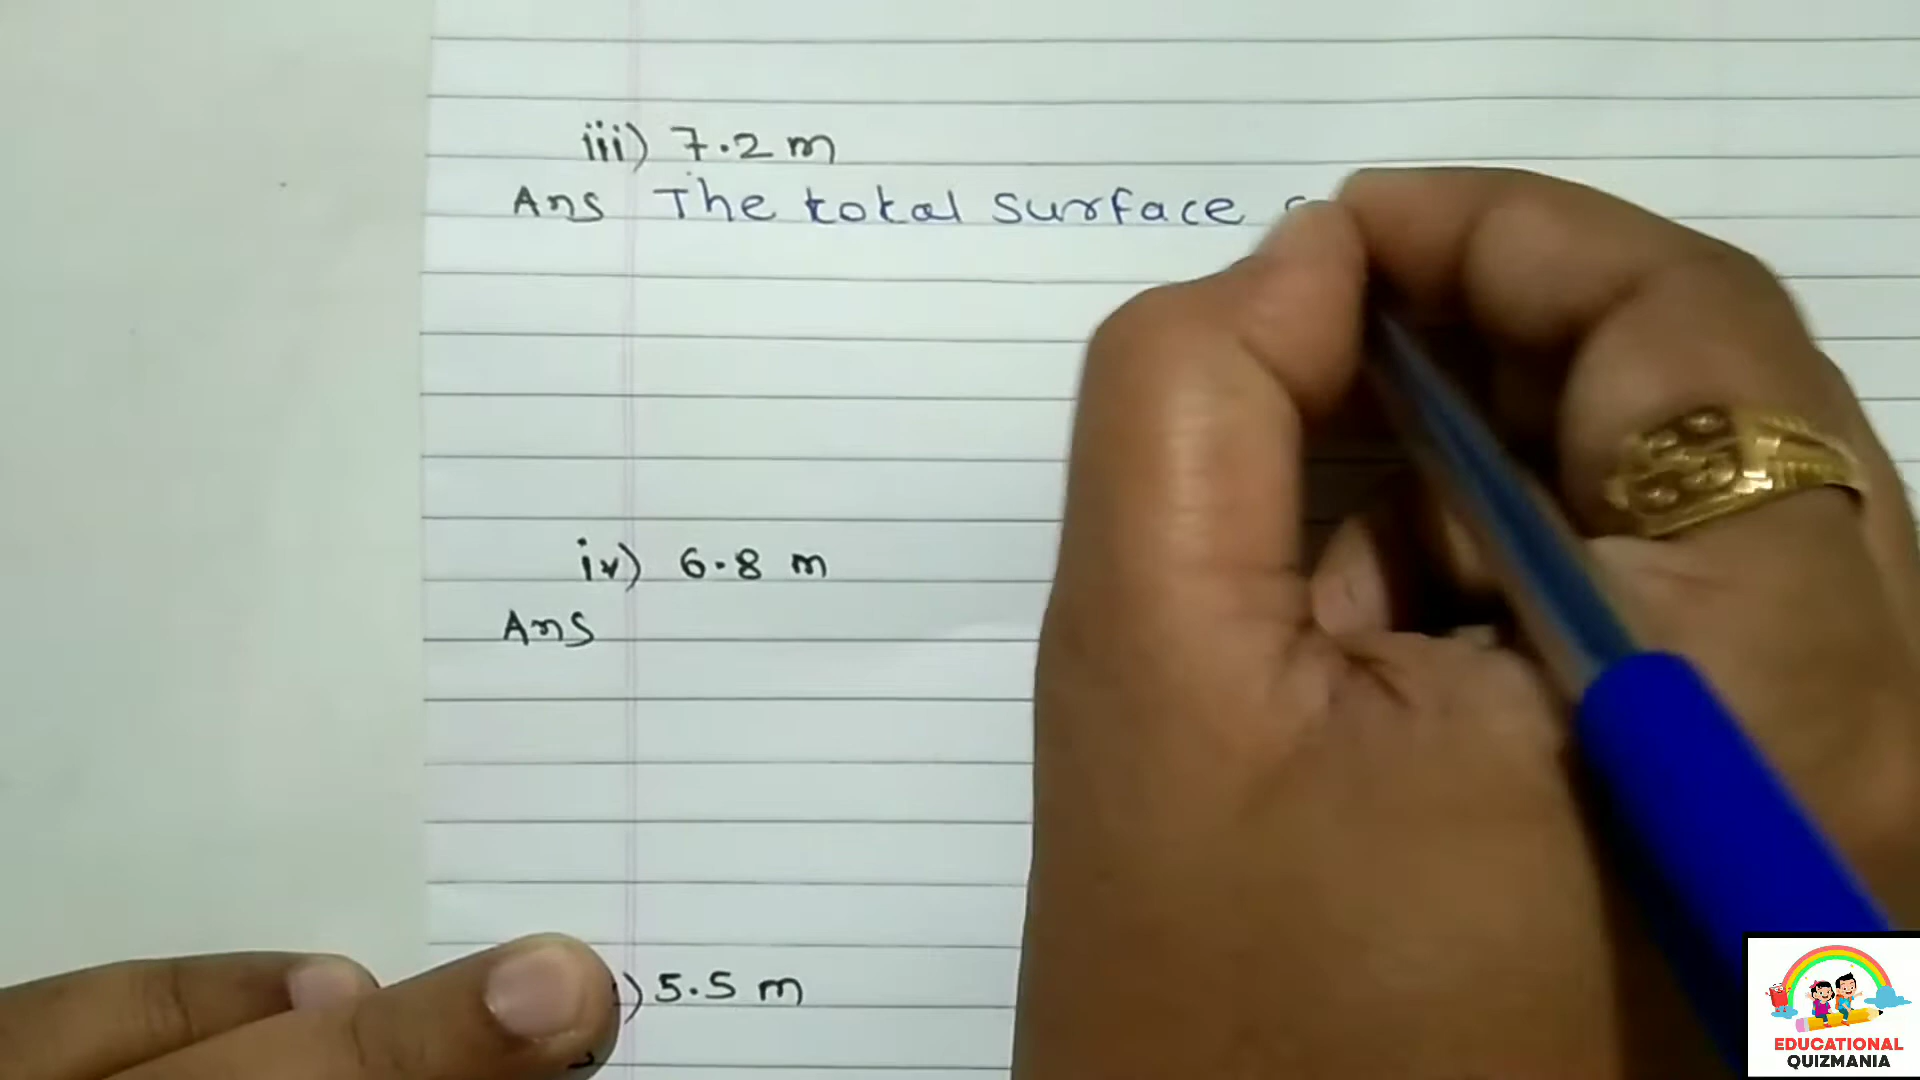 iii) 7.2 m
Ans The total surface
iv) 6.8 m
Ans
) 5.5 m
EDUCATIONAL
QUIZMANIA